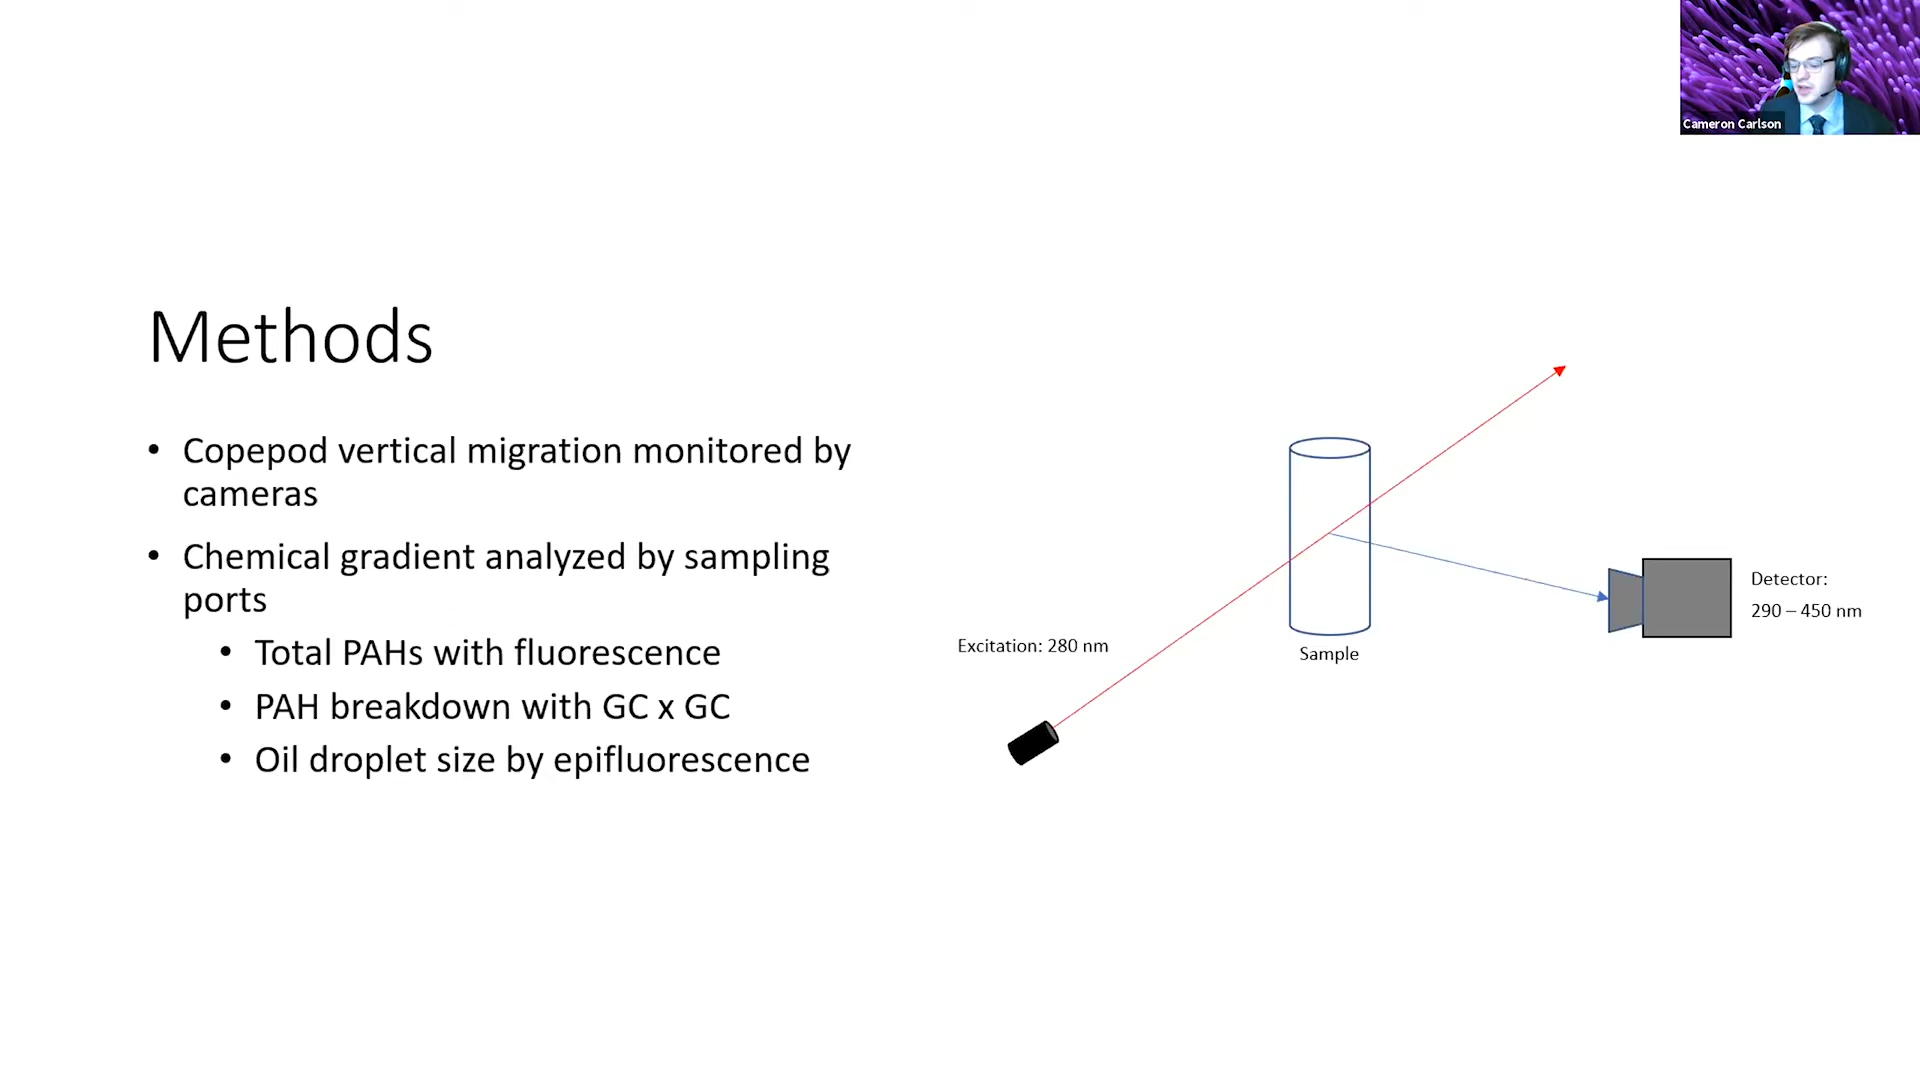 Cameron Carlson
Methods
• Copepod vertical migration monitored by
cameras
• Chemical gradient analyzed by sampling
ports
• Total PAHs with fluorescence
• PAH breakdown with GC x GC
• Oil droplet size by epifluorescence
Detector:
290 – 450 nm
Excitation: 280 nm
Sample